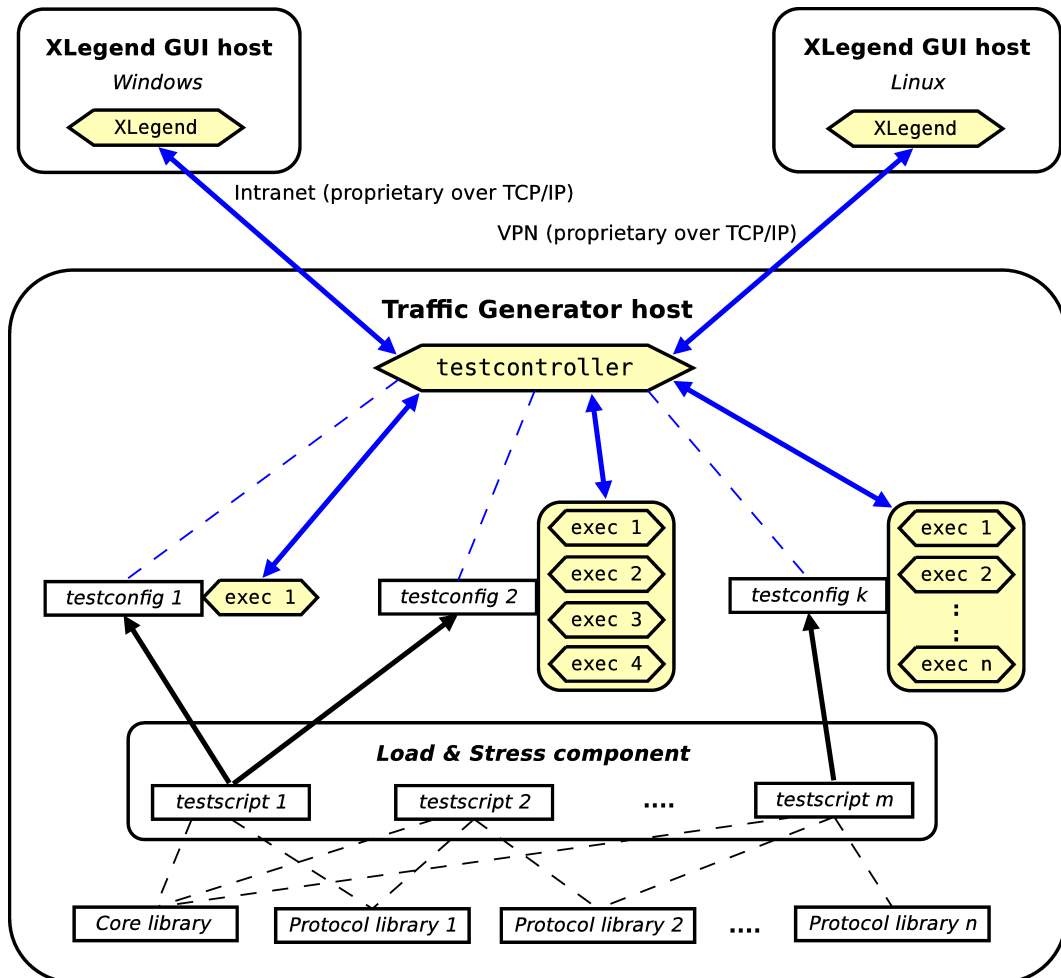 XLegend GUI host
Windows
XLegend
XLegend GUI host
Linux
XLegend
Intranet (proprietary over TCP/IP)
VPN (proprietary over TCP/IP)
Traffic Generator host
testcontroller
testconfig 1
exec 1
testconfig 2
exec 1
exec 2
exec 3
exec 4
testconfig k
exec 1
exec 2
:
:
exec n
Load & Stress component
testscript 1
testscript 2
....
testscript m
Core library
Protocol library 1
Protocol library 2
....
Protocol library n